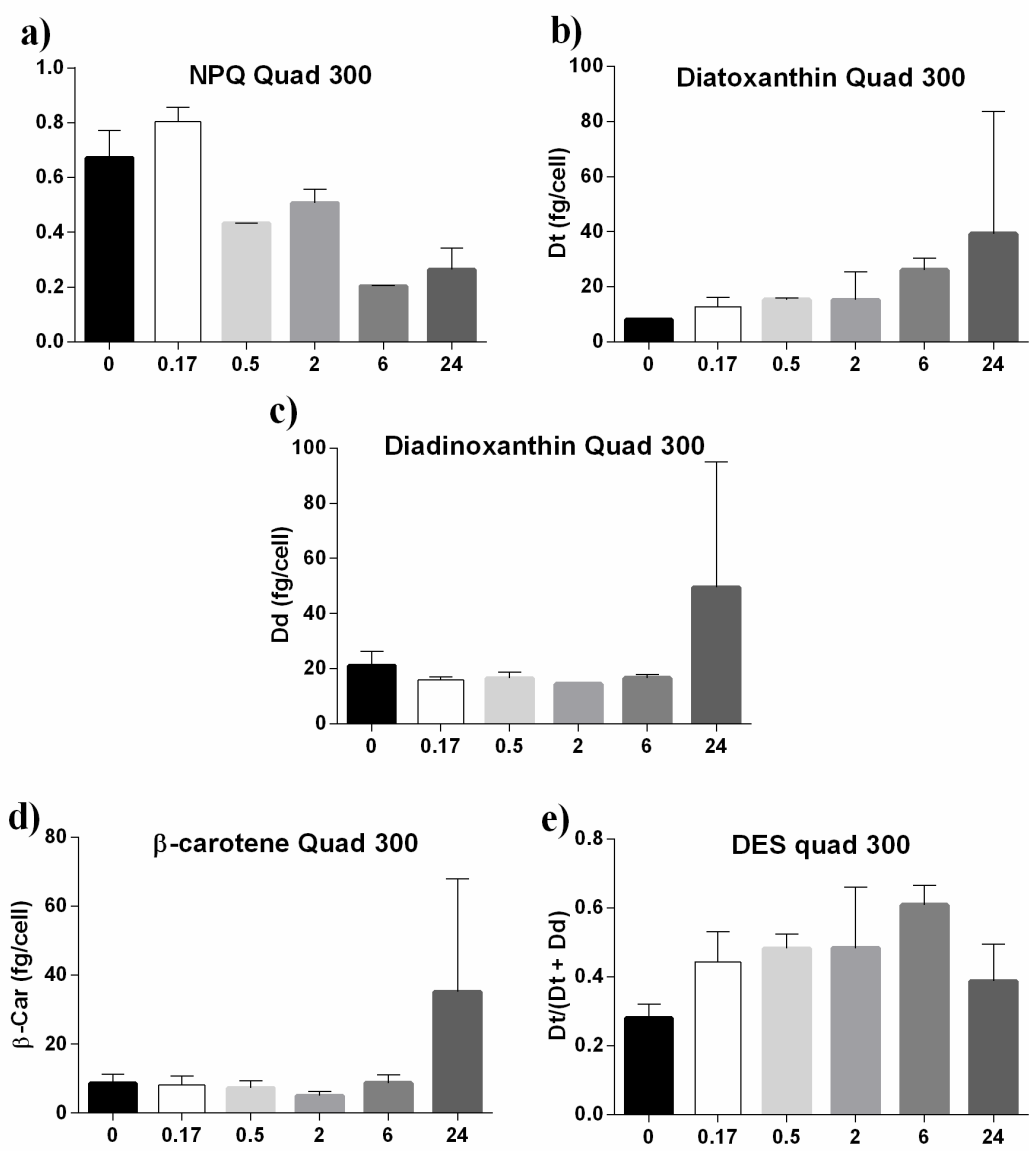 a)
NPQ Quad 300
1.0
0.8
0.6
0.4
0.2
0.0
0 0.17 0.5 2 6 24
b)
Diatoxanthin Quad 300
Dt (fg/cell)
100
80
60
40
20
0
0 0.17 0.5 2 6 24
c)
Diadinoxanthin Quad 300
Dd (fg/cell)
100
80
60
40
20
0
0 0.17 0.5 2 6 24
d)
β-carotene Quad 300
β-Car (fg/cell)
80
60
40
20
0
0 0.17 0.5 2 6 24
e)
DES quad 300
Dt/(Dt + Dd)
0.8
0.6
0.4
0.2
0.0
0 0.17 0.5 2 6 24